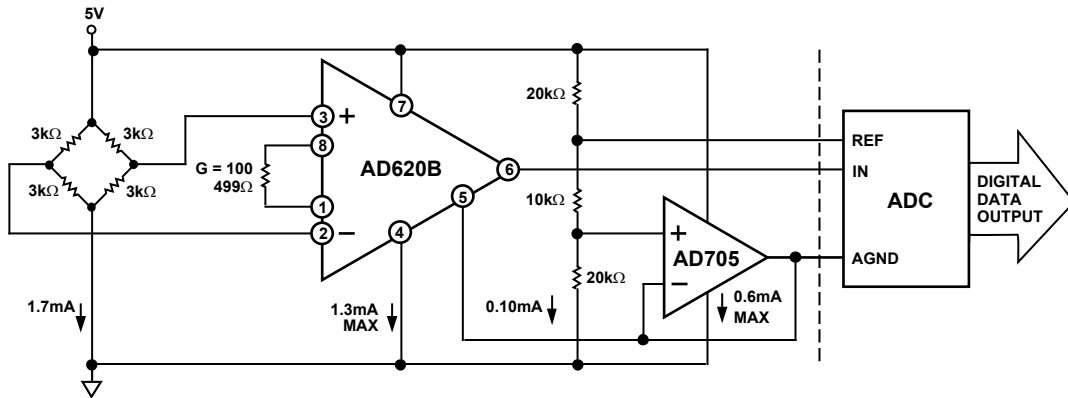 5V
3kΩ
3kΩ
3kΩ
3kΩ
1.7mA
G = 100
499Ω
3
8
1
2
+
−
7
AD620B
6
5
4
1.3mA
MAX
20kΩ
10kΩ
20kΩ
0.10mA
+
AD705
−
0.6mA
MAX
REF
IN
ADC
AGND
DIGITAL
DATA
OUTPUT